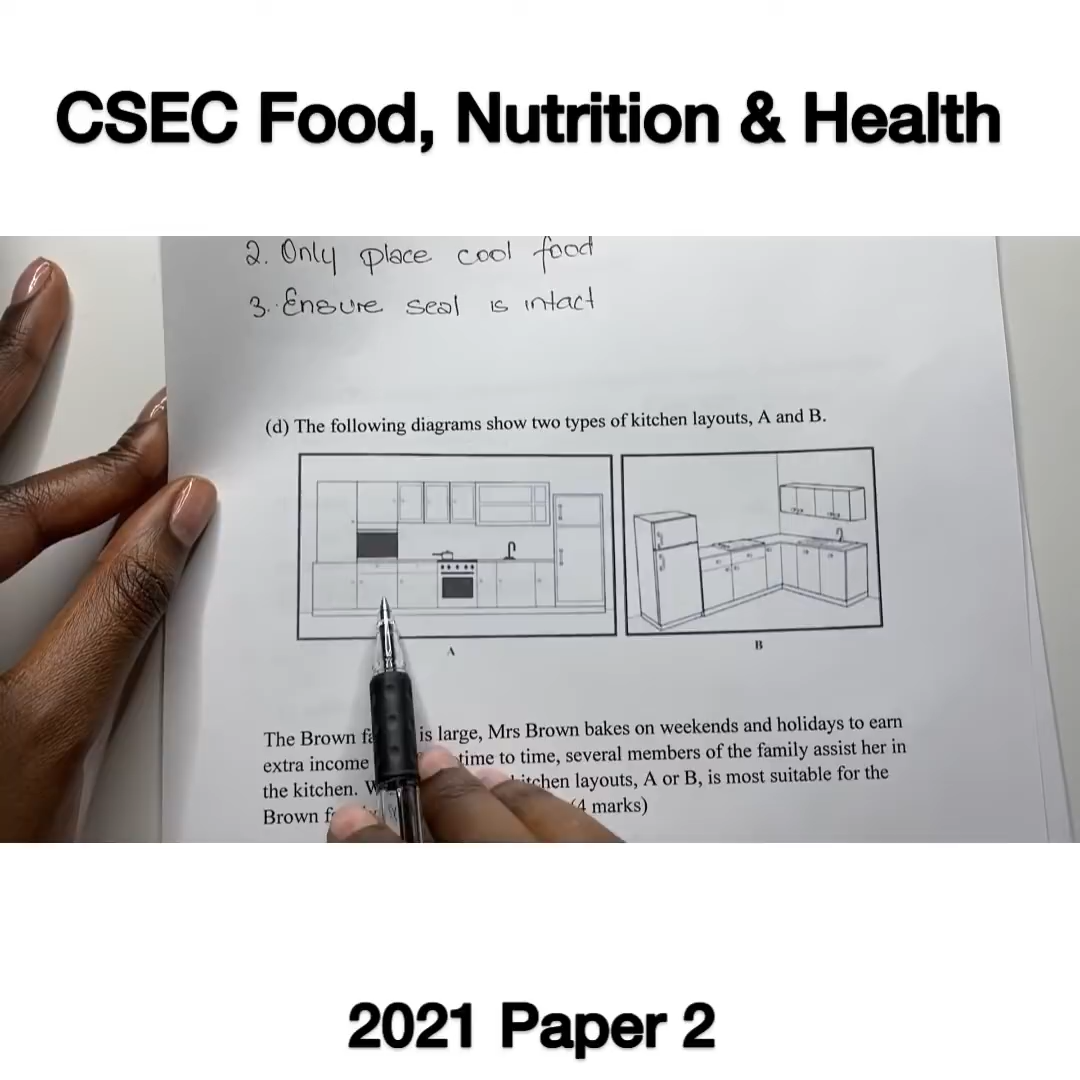 CSEC Food, Nutrition & Health
2. Only place cool food
3. Ensure seal is intact
(d) The following diagrams show two types of kitchen layouts, A and B.
A
B
The Brown is large, Mrs Brown bakes on weekends and holidays to earn
extra income time to time, several members of the family assist her in
the kitchen. kitchen layouts, A or B, is most suitable for the
Brown (4 marks)
2021 Paper 2